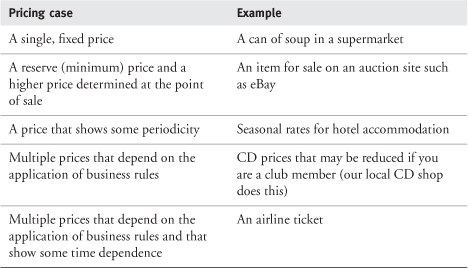 Pricing case Example
A single, fixed price A can of soup in a supermarket
A reserve (minimum) price and a An item for sale on an auction site such
higher price determined at the point as eBay
of sale
A price that shows some periodicity Seasonal rates for hotel accommodation
Multiple prices that depend on the CD prices that may be reduced if you
application of business rules are a club member (our local CD shop
does this)
Multiple prices that depend on the An airline ticket
application of business rules and that
show some time dependence